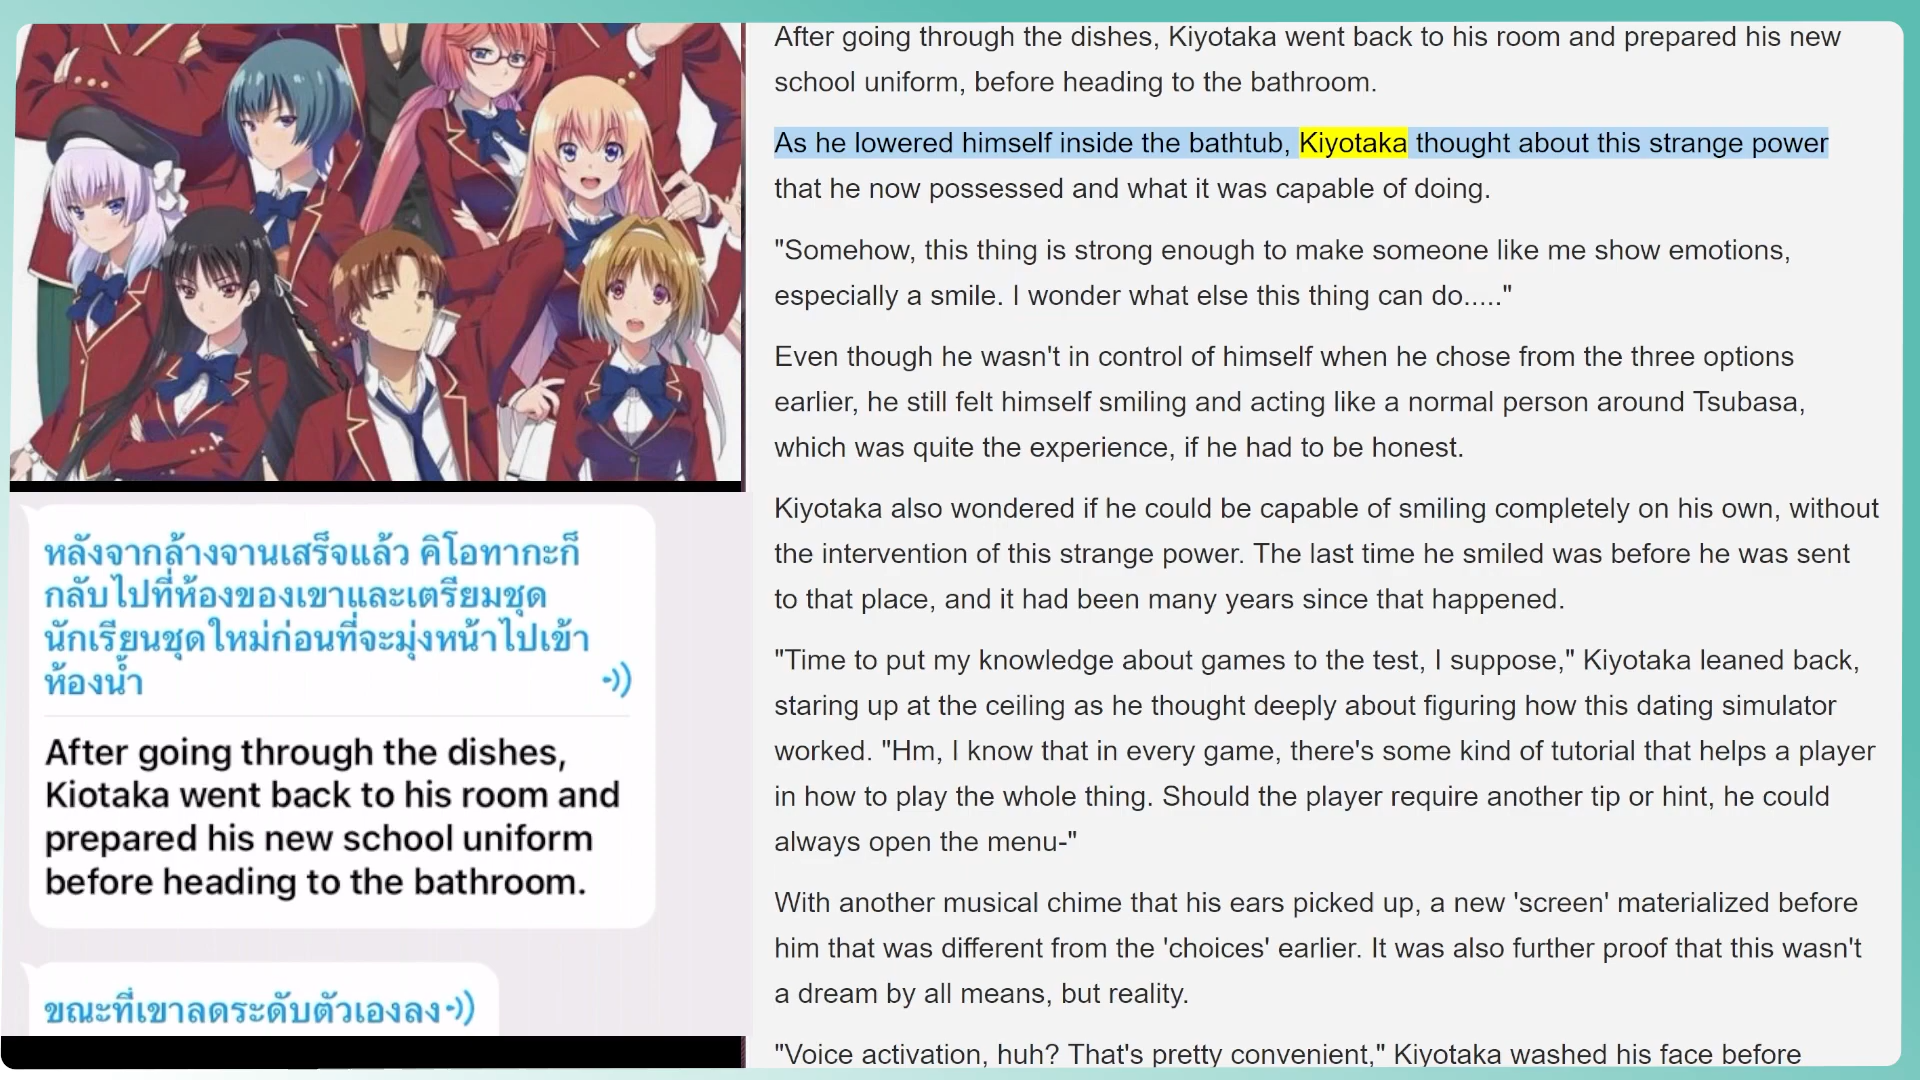 หลังจากล้างจานเสร็จแล้ว คิโอทากะก็
กลับไปที่ห้องของเขาและเตรียมชุด
นักเรียนชุดใหม่ก่อนที่จะมุ่งหน้าไปเข้า
ห้องน้ำ
After going through the dishes,
Kiotaka went back to his room and
prepared his new school uniform
before heading to the bathroom.
ขณะที่เขาลดระดับตัวเองลง
After going through the dishes, Kiyotaka went back to his room and prepared his new
school uniform, before heading to the bathroom.
As he lowered himself inside the bathtub, Kiyotaka thought about this strange power
that he now possessed and what it was capable of doing.
"Somehow, this thing is strong enough to make someone like me show emotions,
especially a smile. I wonder what else this thing can do....."
Even though he wasn't in control of himself when he chose from the three options
earlier, he still felt himself smiling and acting like a normal person around Tsubasa,
which was quite the experience, if he had to be honest.
Kiyotaka also wondered if he could be capable of smiling completely on his own, without
the intervention of this strange power. The last time he smiled was before he was sent
to that place, and it had been many years since that happened.
"Time to put my knowledge about games to the test, I suppose," Kiyotaka leaned back,
staring up at the ceiling as he thought deeply about figuring how this dating simulator
worked. "Hm, I know that in every game, there's some kind of tutorial that helps a player
in how to play the whole thing. Should the player require another tip or hint, he could
always open the menu-"
With another musical chime that his ears picked up, a new 'screen' materialized before
him that was different from the 'choices' earlier. It was also further proof that this wasn't
a dream by all means, but reality.
"Voice activation, huh? That's pretty convenient," Kiyotaka washed his face before